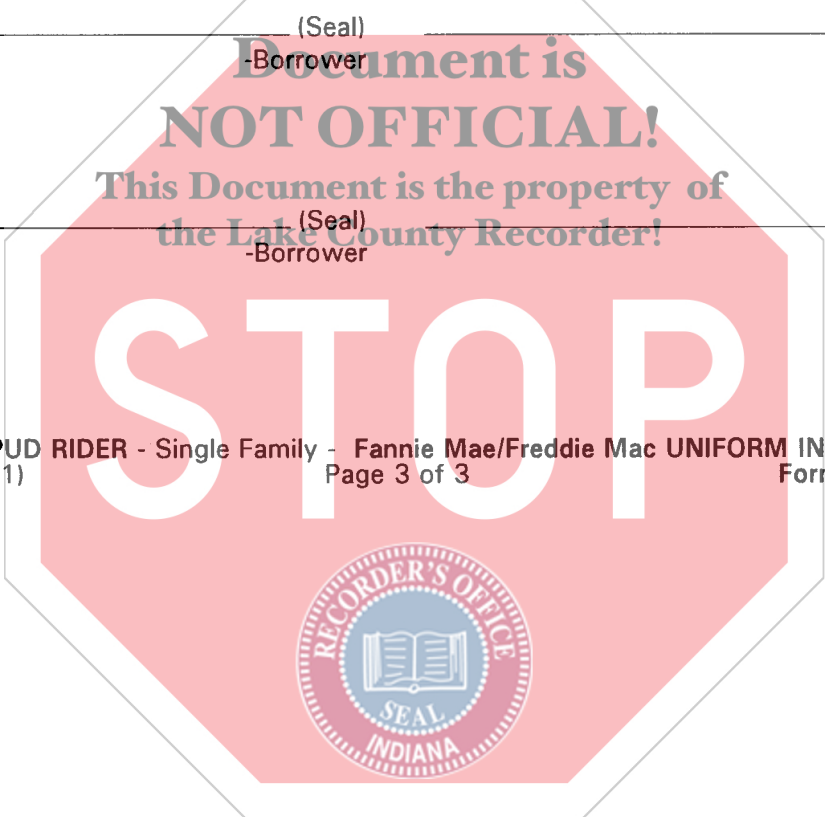 (Seal)
-Borrower
Document is
NOT OFFICIAL!
This Document is the property of
the Lake County Recorder!
(Seal)
-Borrower
STOP
PUD RIDER - Single Family - Fannie Mae/Freddie Mac UNIFORM IN
1)
Page 3 of 3
Forr
RECORDER'S OFFICE
SEAL
INDIANA